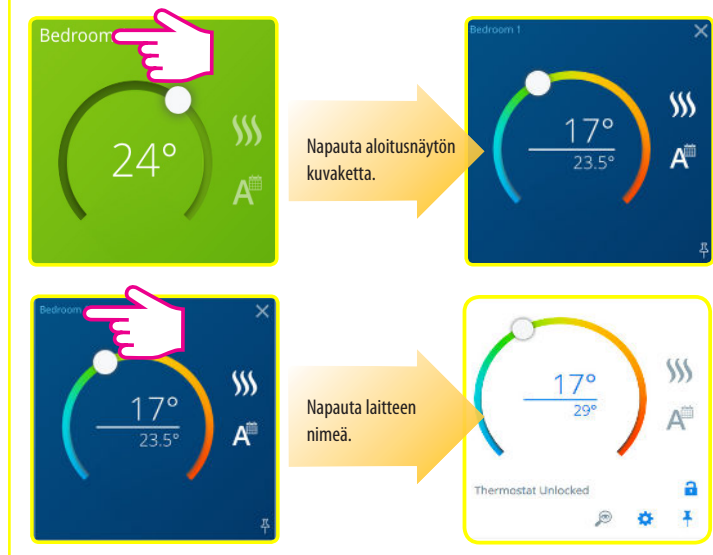 Bedroom
24°
A
Napauta aloitusnäytön
kuvaketta.
Bedroom 1
17°
23.5°
A
Bedroom
17°
23.5°
A
Napauta laitteen
nimeä.
17°
29°
A
Thermostat Unlocked